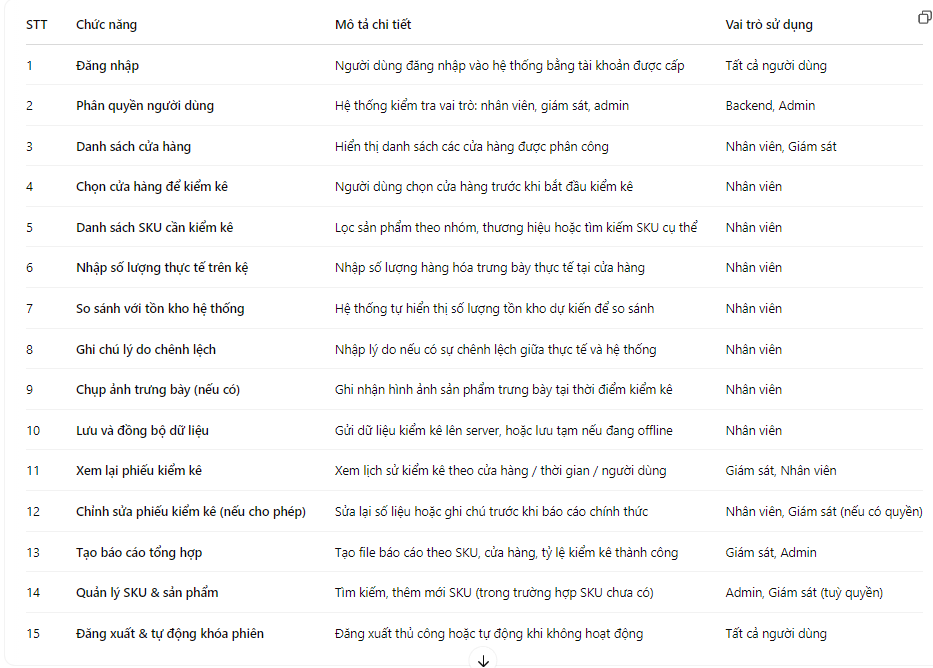 STT Chức năng Mô tả chi tiết Vai trò sử dụng
1 Đăng nhập Người dùng đăng nhập vào hệ thống bằng tài khoản được cấp Tất cả người dùng
2 Phân quyền người dùng Hệ thống kiểm tra vai trò: nhân viên, giám sát, admin Backend, Admin
3 Danh sách cửa hàng Hiển thị danh sách các cửa hàng được phân công Nhân viên, Giám sát
4 Chọn cửa hàng để kiểm kê Người dùng chọn cửa hàng trước khi bắt đầu kiểm kê Nhân viên
5 Danh sách SKU cần kiểm kê Lọc sản phẩm theo nhóm, thương hiệu hoặc tìm kiếm SKU cụ thể Nhân viên
6 Nhập số lượng thực tế trên kệ Nhập số lượng hàng hóa trưng bày thực tế tại cửa hàng Nhân viên
7 So sánh với tồn kho hệ thống Hệ thống tự hiển thị số lượng tồn kho dự kiến để so sánh Nhân viên
8 Ghi chú lý do chênh lệch Nhập lý do nếu có sự chênh lệch giữa thực tế và hệ thống Nhân viên
9 Chụp ảnh trưng bày (nếu có) Ghi nhận hình ảnh sản phẩm trưng bày tại thời điểm kiểm kê Nhân viên
10 Lưu và đồng bộ dữ liệu Gửi dữ liệu kiểm kê lên server, hoặc lưu tạm nếu đang offline Nhân viên
11 Xem lại phiếu kiểm kê Xem lịch sử kiểm kê theo cửa hàng / thời gian / người dùng Giám sát, Nhân viên
12 Chỉnh sửa phiếu kiểm kê (nếu cho phép) Sửa lại số liệu hoặc ghi chú trước khi báo cáo chính thức Nhân viên, Giám sát (nếu có quyền)
13 Tạo báo cáo tổng hợp Tạo file báo cáo theo SKU, cửa hàng, tỷ lệ kiểm kê thành công Giám sát, Admin
14 Quản lý SKU & sản phẩm Tìm kiếm, thêm mới SKU (trong trường hợp SKU chưa có) Admin, Giám sát (tuỳ quyền)
15 Đăng xuất & tự động khóa phiên Đăng xuất thủ công hoặc tự động khi không hoạt động Tất cả người dùng